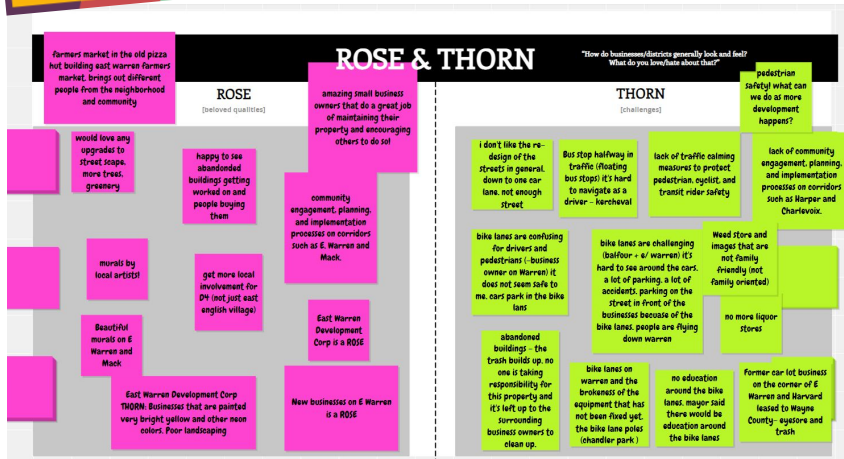 ROSE & THORN
"How do businesses/districts generally look and feel?
What do you love/hate about that?"
ROSE
[beloved qualities]
farmers market in the old pizza
hut building east warren farmers
market. brings out different
people from the neighborhood
and community
amazing small business
owners that do a great job
of maintaining their
property and encouraging
others to do so!
would love any
upgrades to
street scape.
more trees,
greenery
happy to see
abandonded
buildings getting
worked on and
people buying
them
community
engagement, planning,
and implementation
processes on corridors
such as E. Warren and
Mack.
murals by
local artists!
get more local
involvement for
D4 (not just east
english village)
Beautiful
murals on E
Warren and
Mack
East Warren
Development
Corp is a ROSE
East Warren Development Corp
THORN: Businesses that are painted
very bright yellow and other neon
colors. Poor landscaping
New businesses on E Warren
is a ROSE
THORN
[challenges]
pedestrian
safety! what can
we do as more
development
happens?
i don't like the re-
design of the
streets in general.
down to one car
lane. not enough
street
Bus stop halfway in
traffic (floating
bus stops) it's hard
to navigate as a
driver - kercheval
lack of traffic calming
measures to protect
pedestrian, cyclist, and
transit rider safety
lack of community
engagement, planning,
and implementation
processes on corridors
such as Harper and
Charlevoix.
bike lanes are confusing
for drivers and
pedestrians (-business
owner on Warren) it
does not seem safe to
me. cars park in the bike
lans
bike lanes are challenging
(balfour + e/ warren) it's
hard to see around the cars.
a lot of parking. a lot of
accidents. parking on the
street in front of the
businesses becuase of the
bike lanes. people are flying
down warren
Weed store and
images that are
not family
friendly (not
family oriented)
no more liquor
stores
abandoned
buildings - the
trash builds up. no
one is taking
responsibility for
this property and
it's left up to the
surrounding
business owners to
clean up.
bike lanes on
warren and the
brokeness of the
equipment that has
not been fixed yet.
the bike lane poles
(chandler park )
no education
around the bike
lanes. mayor said
there would be
education around
the bike lanes
Former car lot business
on the corner of E
Warren and Harvard
leased to Wayne
County- eyesore and
trash